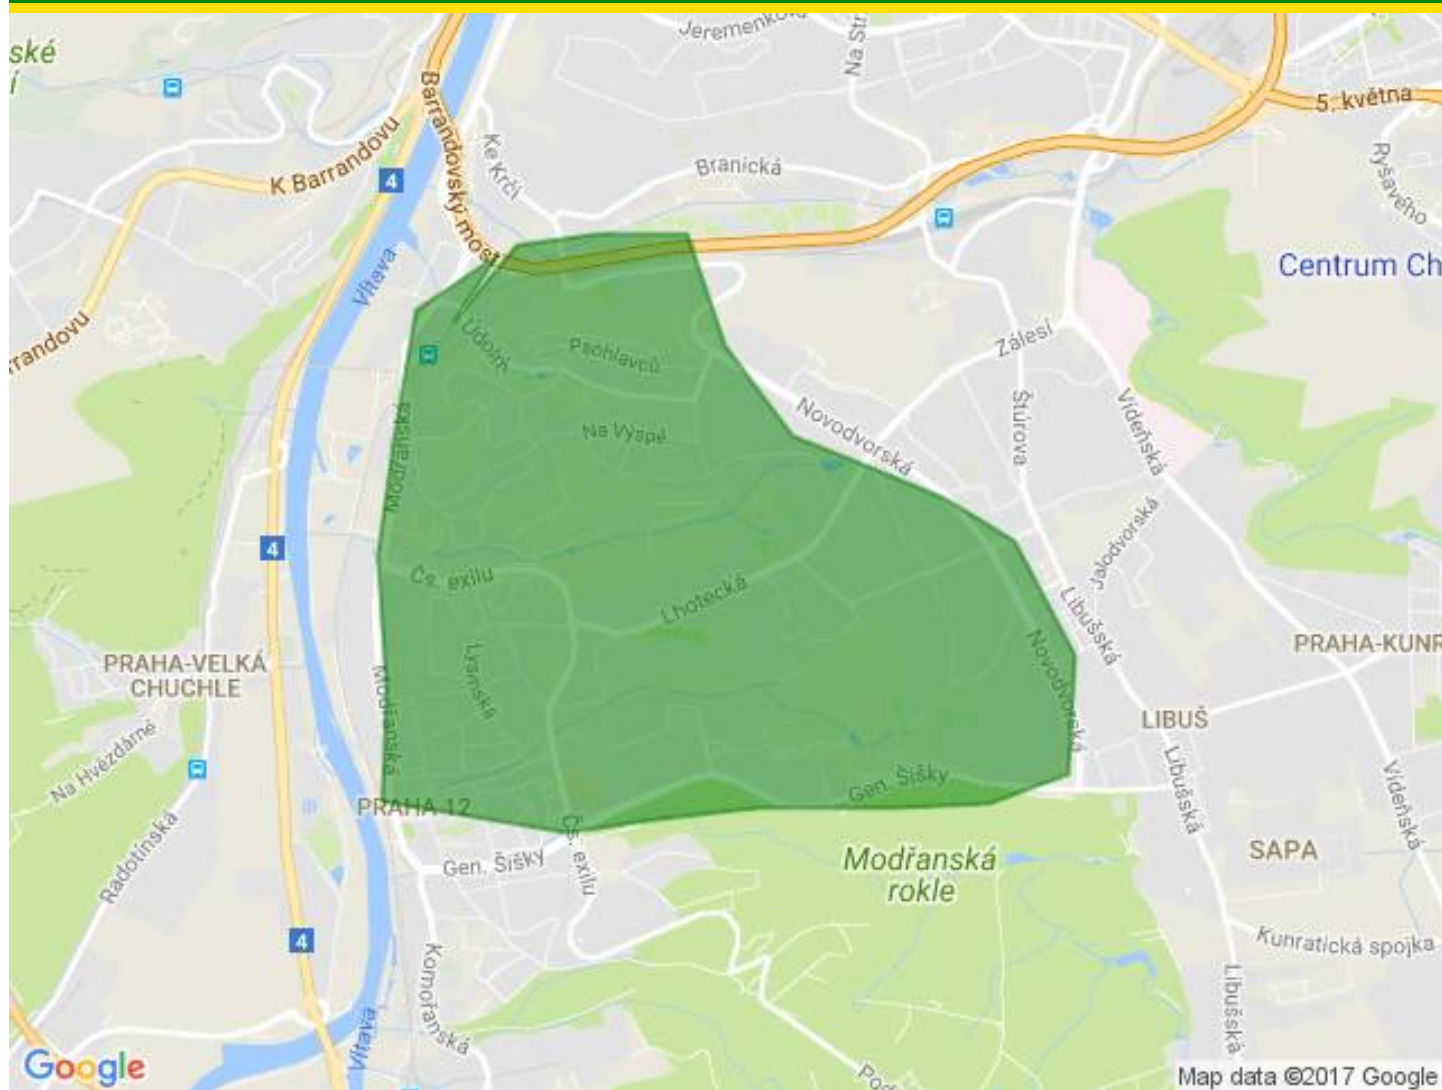 ské
í
Jeremenkova
Na Str
Barrandovský most
5. května
K Barrandovu
4
Ke Krči
Branická
Ryšavého
Vltava
Centrum Ch
rrandovu
Údolní
Psohlavců
Zálesí
Na Výspě
Novodvorská
Štúrova
Vídeňská
Modřanská
4
Čs. exilu
Lhotecká
Jalodvorská
Libušská
PRAHA-VELKÁ
CHUCHLE
Lysinská
Novodvorská
PRAHA-KUNR
Modřanská
LIBUŠ
Na Hvězdárně
Gen. Šišky
Libušská
Vídeňská
PRAHA 12
Radotínská
Gen. Šišky
Čs. exilu
Modřanská
rokle
SAPA
4
Komořanská
Kunratická spojka
Libušská
Vltava
Pod
Google
Map data ©2017 Google